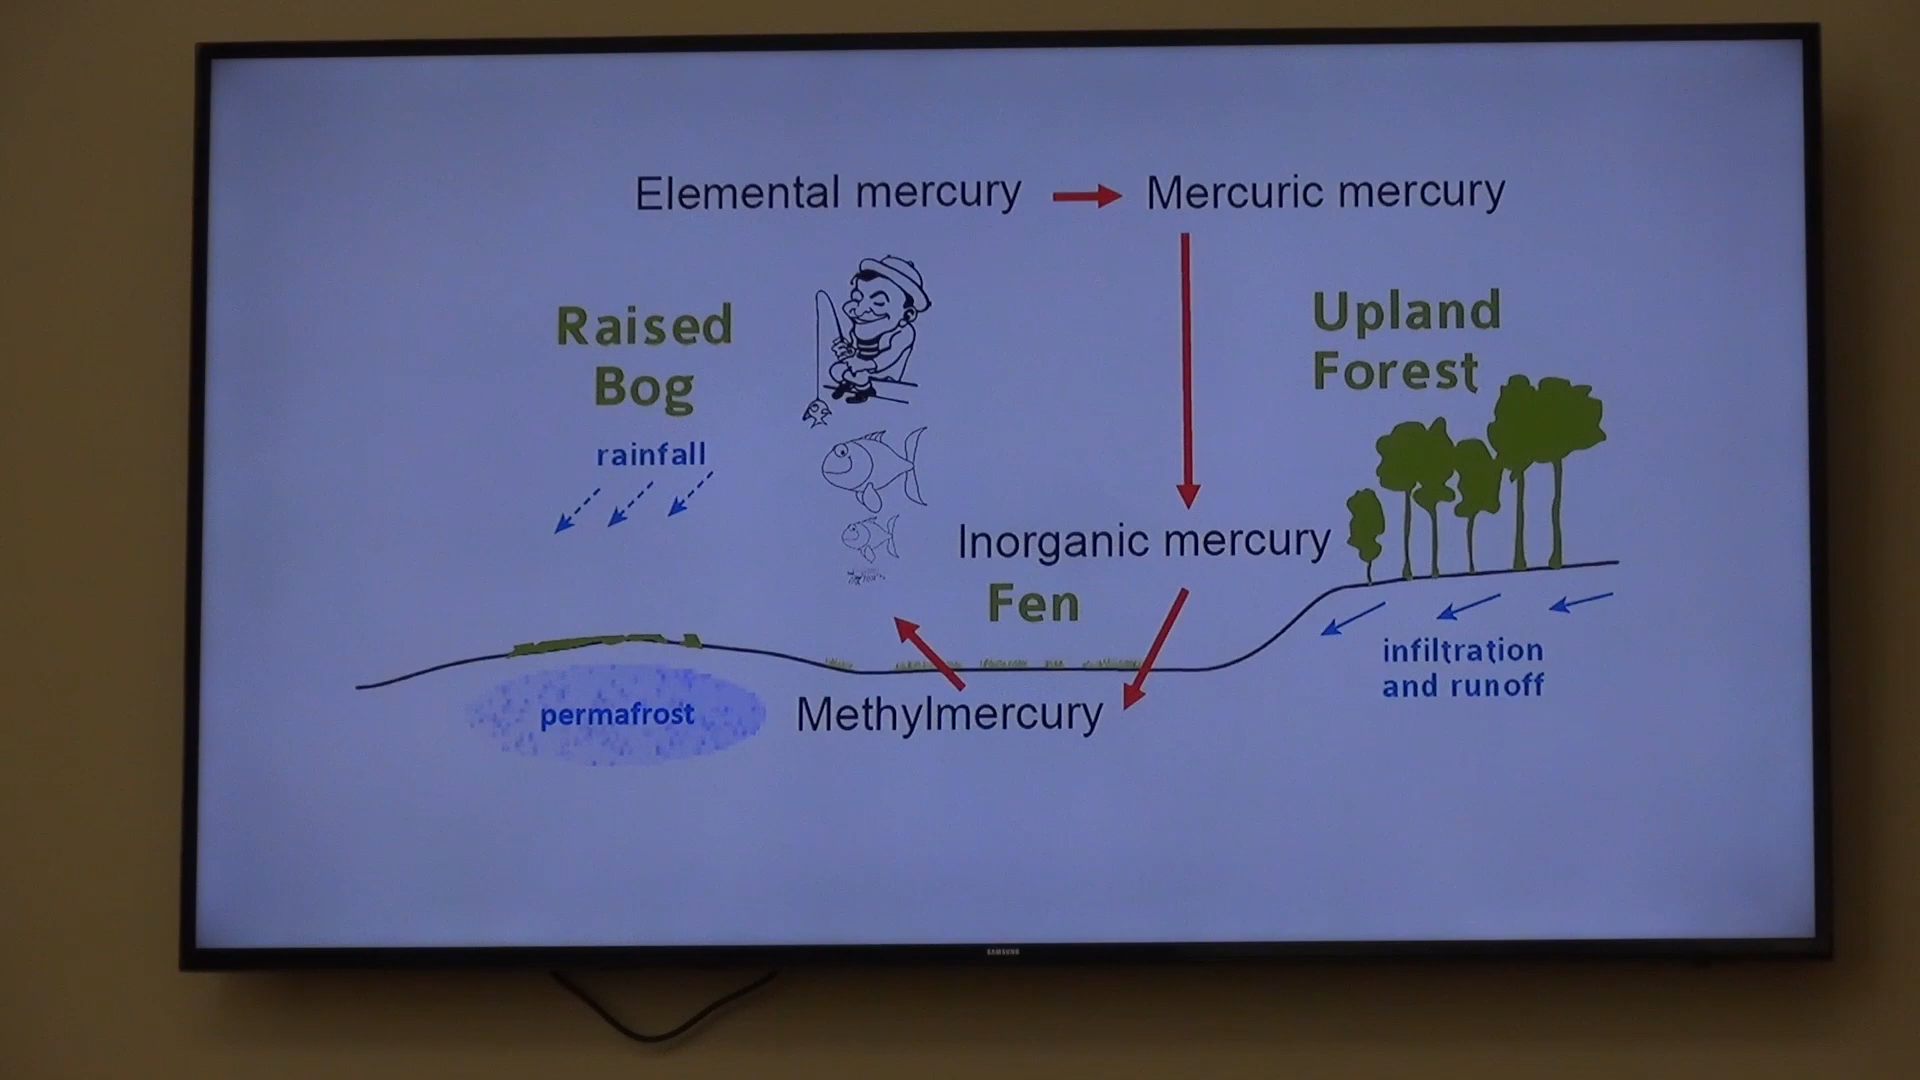 Elemental mercury
Mercuric mercury
Raised
Bog
Upland
Forest
rainfall
Inorganic mercury
Fen
infiltration
and runoff
permafrost
Methylmercury
SAMSUNG